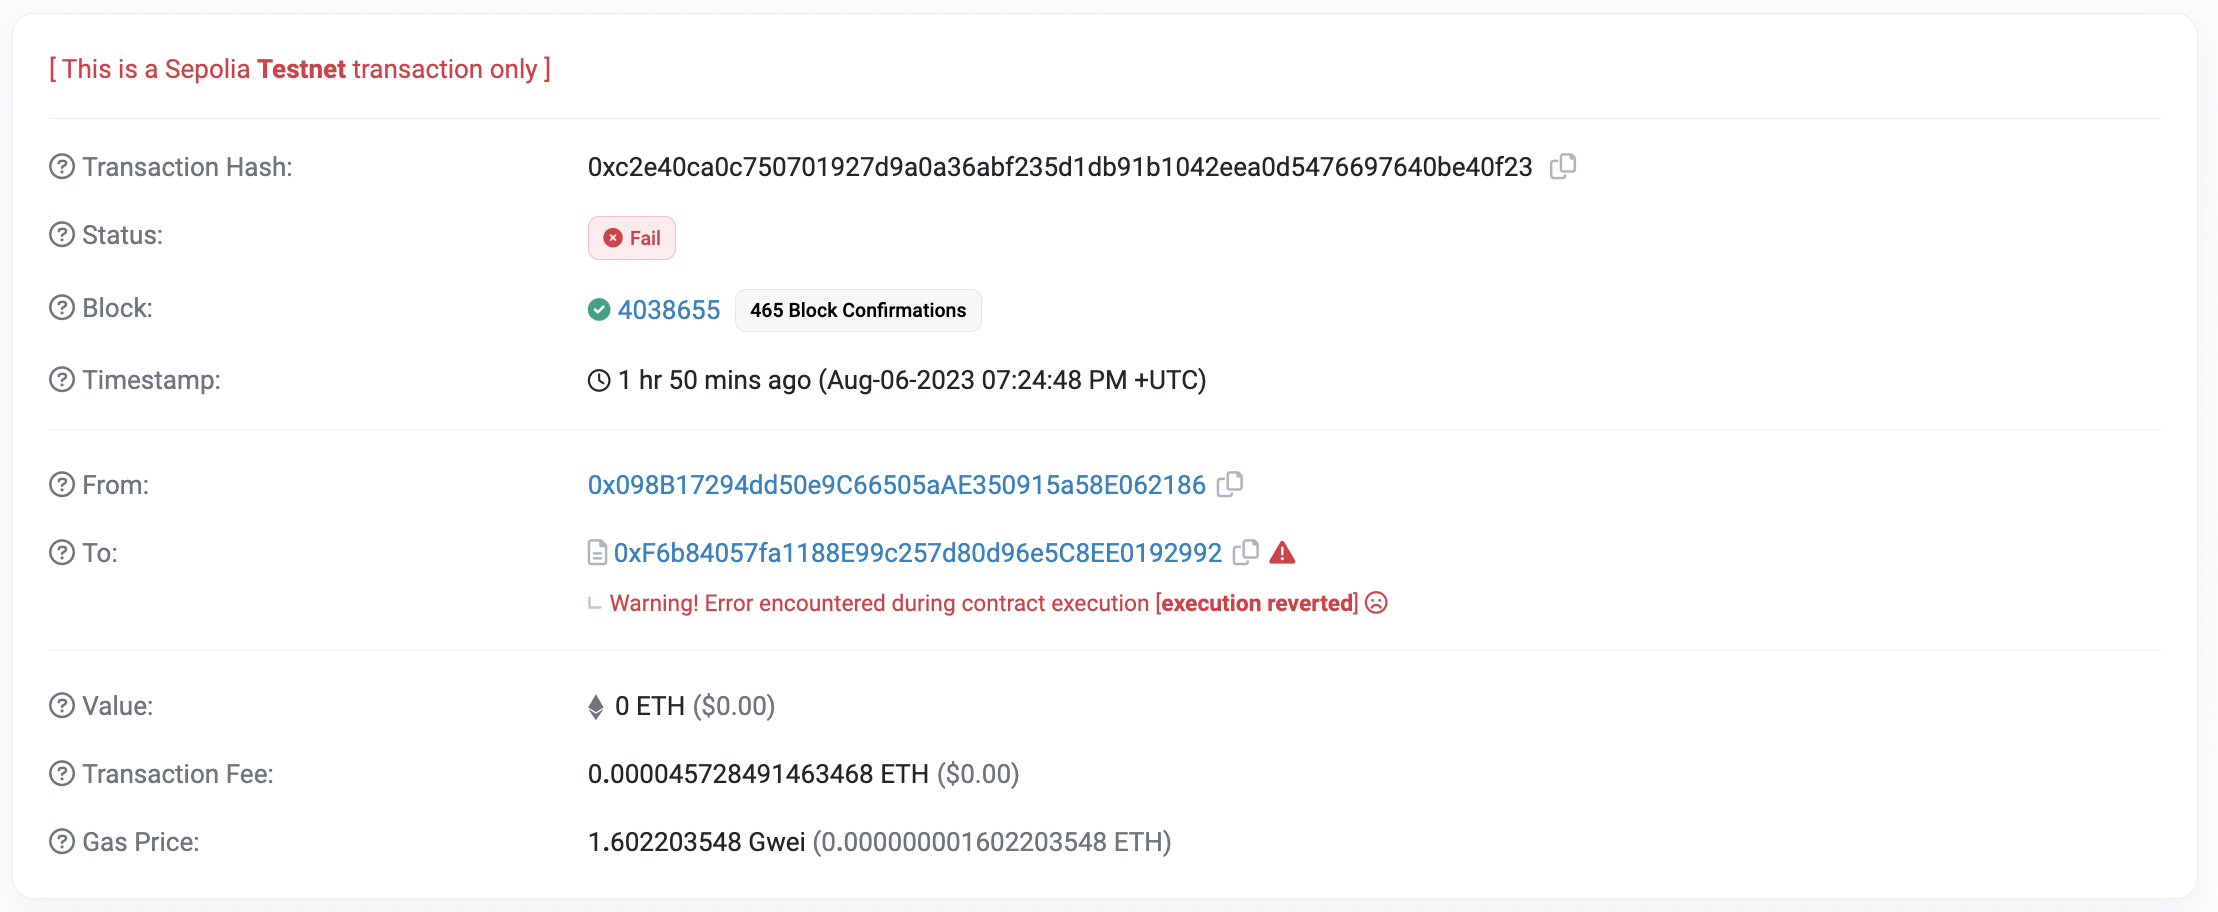 [ This is a Sepolia Testnet transaction only ]
Transaction Hash: 0xc2e40ca0c750701927d9a0a36abf235d1db91b1042eea0d5476697640be40f23
Status: Fail
Block: 4038655 465 Block Confirmations
Timestamp: 1 hr 50 mins ago (Aug-06-2023 07:24:48 PM +UTC)
From: 0x098B17294dd50e9C66505aAE350915a58E062186
To: 0xF6b84057fa1188E99c257d80d96e5C8EE0192992
Warning! Error encountered during contract execution [execution reverted]
Value: 0 ETH ($0.00)
Transaction Fee: 0.000045728491463468 ETH ($0.00)
Gas Price: 1.602203548 Gwei (0.000000001602203548 ETH)